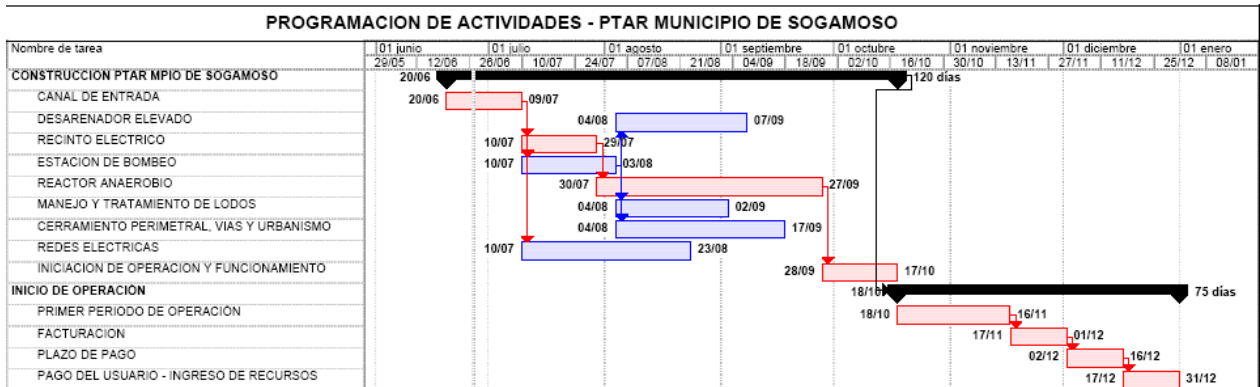 PROGRAMACION DE ACTIVIDADES - PTAR MUNICIPIO DE SOGAMOSO
Nombre de tarea 01 junio 01 julio 01 agosto 01 septiembre 01 octubre 01 noviembre 01 diciembre 01 enero
29/05 12/06 26/06 10/07 24/07 07/08 21/08 04/09 18/09 02/10 16/10 30/10 13/11 27/11 11/12 25/12 08/01
CONSTRUCCION PTAR MPIO DE SOGAMOSO 20/06 120 días
CANAL DE ENTRADA 20/06 09/07
DESARENADOR ELEVADO 04/08 07/09
RECINTO ELECTRICO 10/07 29/07
ESTACION DE BOMBEO 10/07 03/08
REACTOR ANAEROBIO 30/07 27/09
MANEJO Y TRATAMIENTO DE LODOS 04/08 02/09
CERRAMIENTO PERIMETRAL, VIAS Y URBANISMO 04/08 17/09
REDES ELECTRICAS 10/07 23/08
INICIACION DE OPERACION Y FUNCIONAMIENTO 28/09 17/10
INICIO DE OPERACIÓN 18/10 75 días
PRIMER PERIODO DE OPERACIÓN 18/10 16/11
FACTURACION 17/11 01/12
PLAZO DE PAGO 02/12 16/12
PAGO DEL USUARIO - INGRESO DE RECURSOS 17/12 31/12